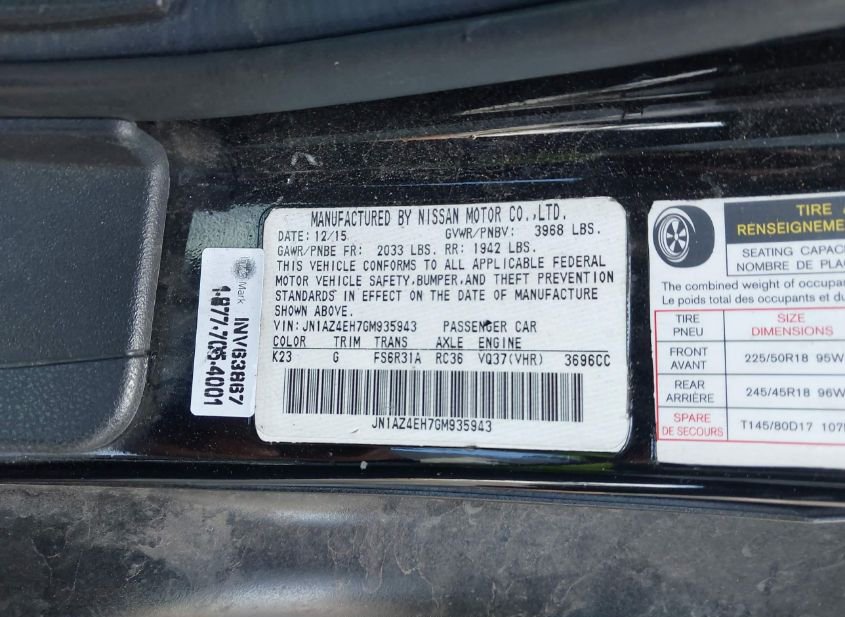 MANUFACTURED BY NISSAN MOTOR CO.,LTD.
DATE: 12/15 GVWR/PNBV: 3968 LBS.
GAWR/PNBE FR: 2033 LBS. RR: 1942 LBS.
THIS VEHICLE CONFORMS TO ALL APPLICABLE FEDERAL
MOTOR VEHICLE SAFETY,BUMPER,AND THEFT PREVENTION
STANDARDS IN EFFECT ON THE DATE OF MANUFACTURE
SHOWN ABOVE.
VIN: JN1AZ4EH7GM935943 PASSENGER CAR
COLOR TRIM TRANS AXLE ENGINE
K23 G FS6R31A RC36 VQ37(VHR) 3696CC
JN1AZ4EH7GM935943
Mark
INV63867
1-877-705-4001
TIRE A
RENSEIGNEME
SEATING CAPAC
NOMBRE DE PLA
The combined weight of occupa
Le poids total des occupants et du
TIRE SIZE
PNEU DIMENSIONS
FRONT
AVANT 225/50R18 95W
REAR
ARRIÈRE 245/45R18 96W
SPARE
DE SECOURS T145/80D17 107